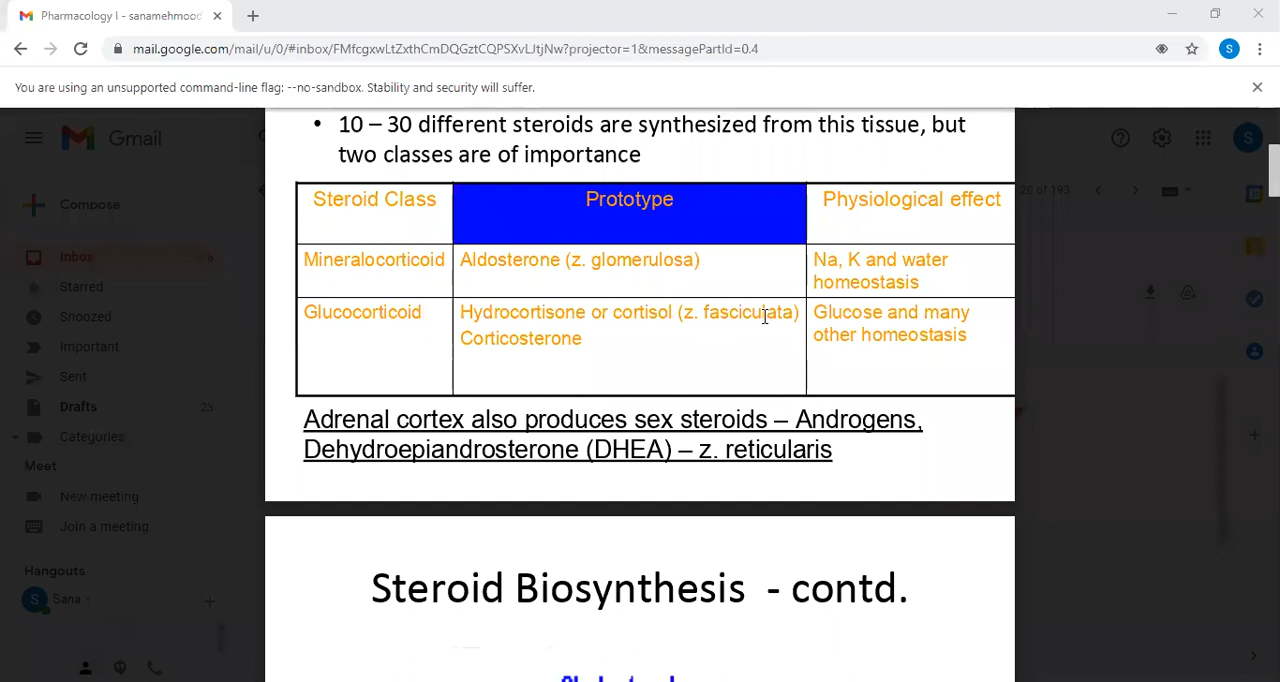 Pharmacology I - sanamehmood
mail.google.com/mail/u/0/#inbox/FMfcgxwLtZxthCmDQGztCQPSXvLJtjNw?projector=1&messagePartId=0.4
S
You are using an unsupported command-line flag: --no-sandbox. Stability and security will suffer.
Gmail
S
Compose
20 of 193
Inbox
Starred
Snoozed
Important
Sent
Drafts 23
Categories
Meet
New meeting
Join a meeting
Hangouts
S Sana
• 10 – 30 different steroids are synthesized from this tissue, but
two classes are of importance
Steroid Class Prototype Physiological effect
Mineralocorticoid Aldosterone (z. glomerulosa) Na, K and water
homeostasis
Glucocorticoid Hydrocortisone or cortisol (z. fasciculata) Glucose and many
Corticosterone other homeostasis
Adrenal cortex also produces sex steroids – Androgens,
Dehydroepiandrosterone (DHEA) – z. reticularis
Steroid Biosynthesis - contd.